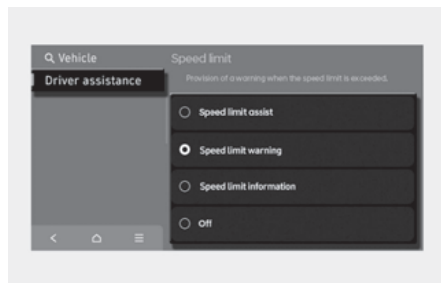 Vehicle
Speed limit
Driver assistance
Provision of a warning when the speed limit is exceeded.
Speed limit assist
Speed limit warning
Speed limit information
Off